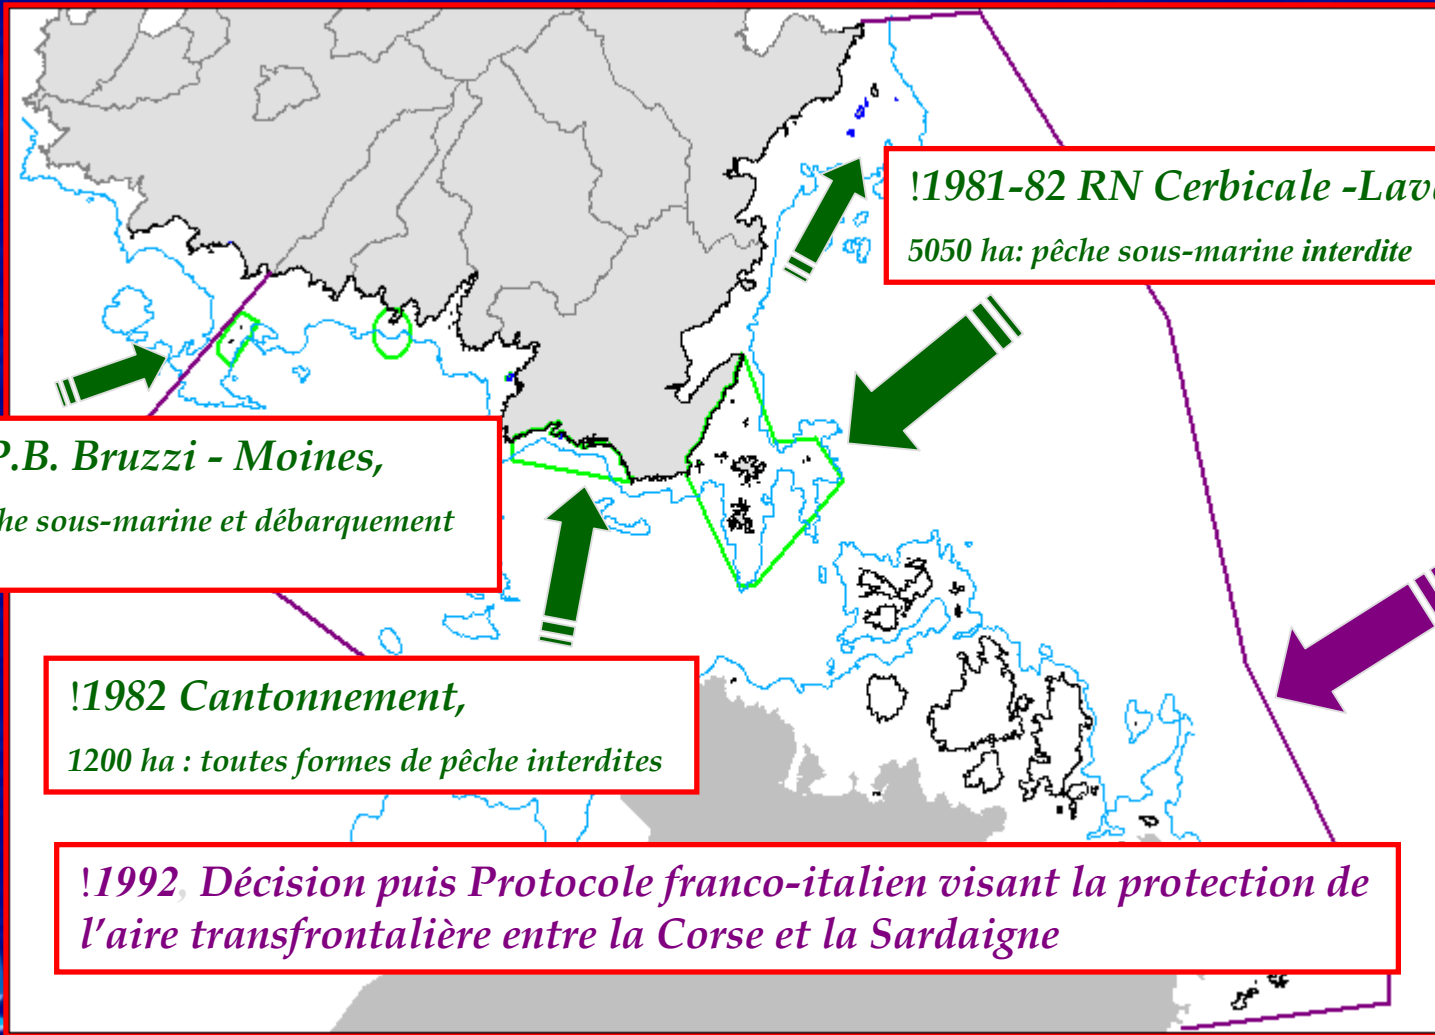 !1981-82 RN Cerbicale -Lav
5050 ha: pêche sous-marine interdite
P.B. Bruzzi - Moines,
he sous-marine et débarquement
!1982 Cantonnement,
1200 ha : toutes formes de pêche interdites
!1992, Décision puis Protocole franco-italien visant la protection de
l'aire transfrontalière entre la Corse et la Sardaigne